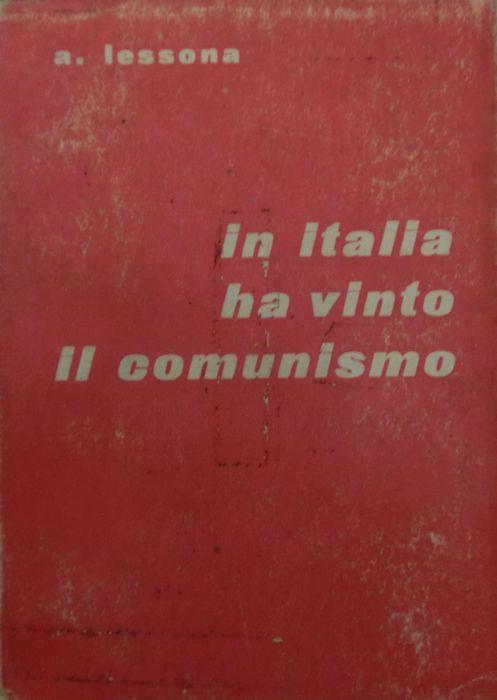 a. lessona
in italia
ha vinto
il comunismo